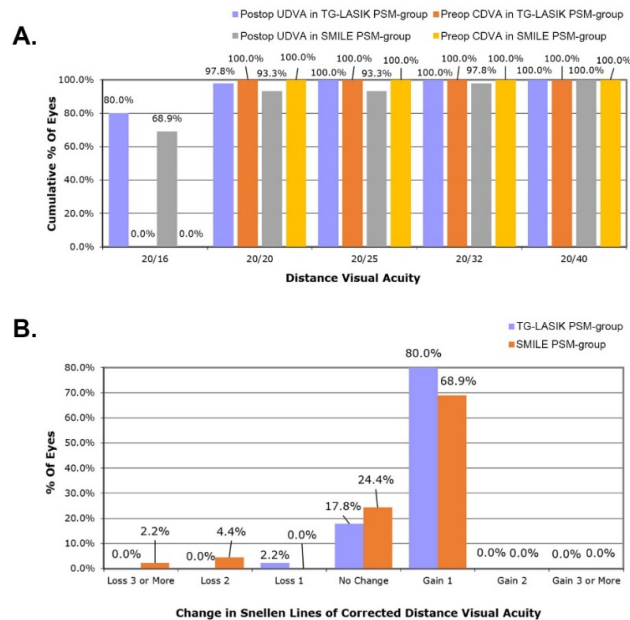 A.
Postop UDVA in TG-LASIK PSM-group
Preop CDVA in TG-LASIK PSM-group
Postop UDVA in SMILE PSM-group
Preop CDVA in SMILE PSM-group
100.0% 100.0% 100.0% 100.0% 100.0% 100.0% 97.8% 100.0% 100.0% 100.0%
97.8% 93.3% 100.0% 93.3% 100.0% 100.0% 100.0% 100.0%
100.0%
80.0%
80.0%
68.9%
60.0%
40.0%
20.0%
0.0% 0.0%
0.0%
Cumulative % Of Eyes
20/16 20/20 20/25 20/32 20/40
Distance Visual Acuity
B.
TG-LASIK PSM-group
SMILE PSM-group
80.0%
80.0%
70.0%
68.9%
60.0%
50.0%
40.0%
30.0%
24.4%
20.0%
17.8%
10.0%
0.0% 2.2% 0.0% 4.4% 2.2% 0.0% 0.0% 0.0% 0.0% 0.0%
0.0%
% Of Eyes
Loss 3 or More Loss 2 Loss 1 No Change Gain 1 Gain 2 Gain 3 or More
Change in Snellen Lines of Corrected Distance Visual Acuity